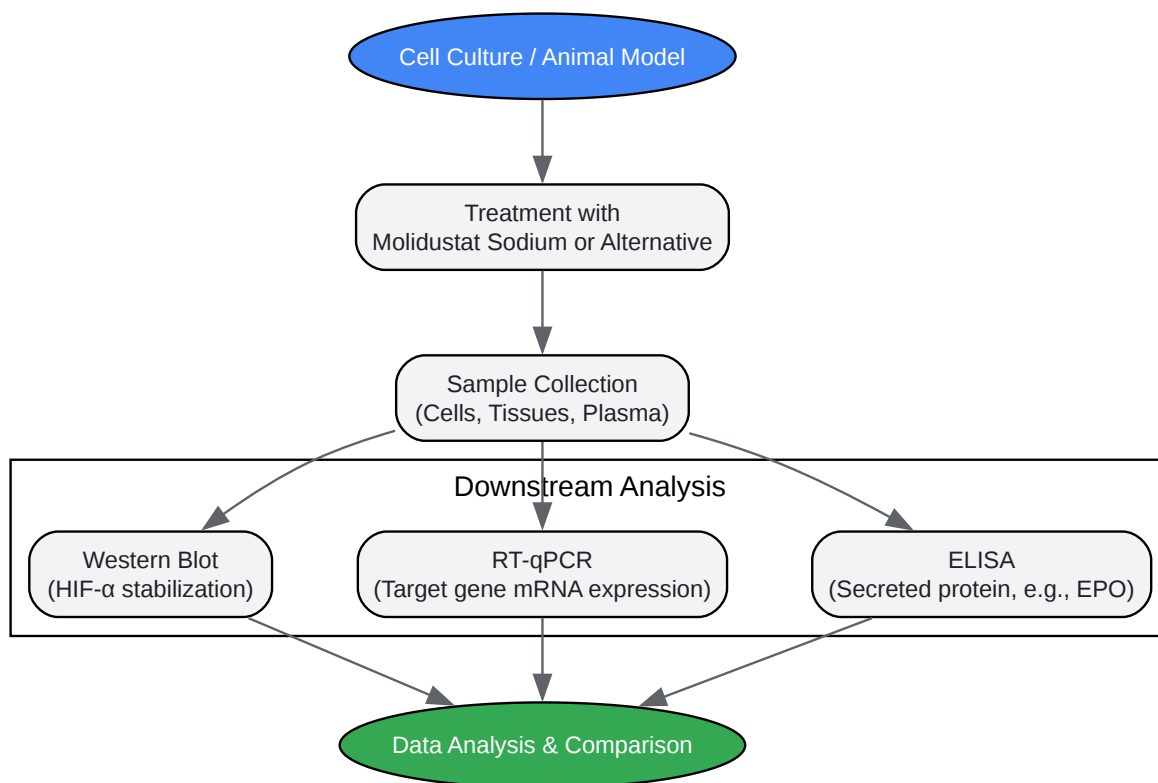 Cell Culture / Animal Model
Treatment with
Molidustat Sodium or Alternative
Sample Collection
(Cells, Tissues, Plasma)
Downstream Analysis
Western Blot
(HIF-α stabilization)
RT-qPCR
(Target gene mRNA expression)
ELISA
(Secreted protein, e.g., EPO)
Data Analysis & Comparison